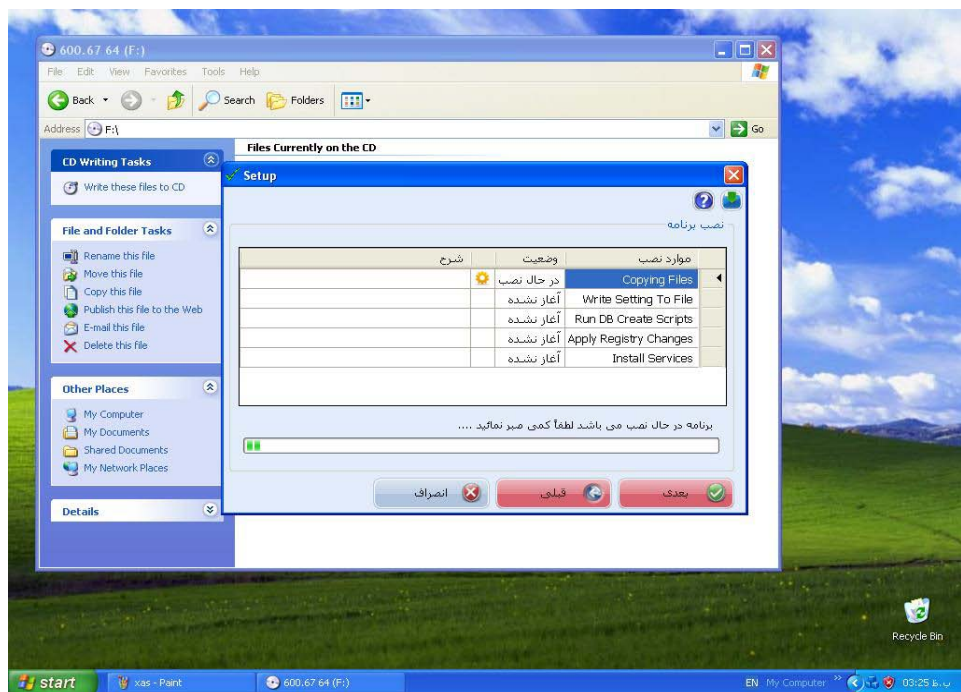 600.67 64 (F:)
File Edit View Favorites Tools Help
Back Search Folders
Address F:\ Go
Files Currently on the CD
CD Writing Tasks
Write these files to CD
File and Folder Tasks
Rename this file
Move this file
Copy this file
Publish this file to the Web
E-mail this file
Delete this file
Other Places
My Computer
My Documents
Shared Documents
My Network Places
Details
Setup
نصب برنامه
موارد نصب وضعیت شرح
Copying Files در حال نصب
Write Setting To File آغاز نشده
Run DB Create Scripts آغاز نشده
Apply Registry Changes آغاز نشده
Install Services آغاز نشده
برنامه در حال نصب می باشد لطفاً کمی صبر نمائید ....
بعدی قبلی انصراف
Recycle Bin
start xas - Paint 600.67 64 (F:) EN My Computer » 03:25 ب.ظ